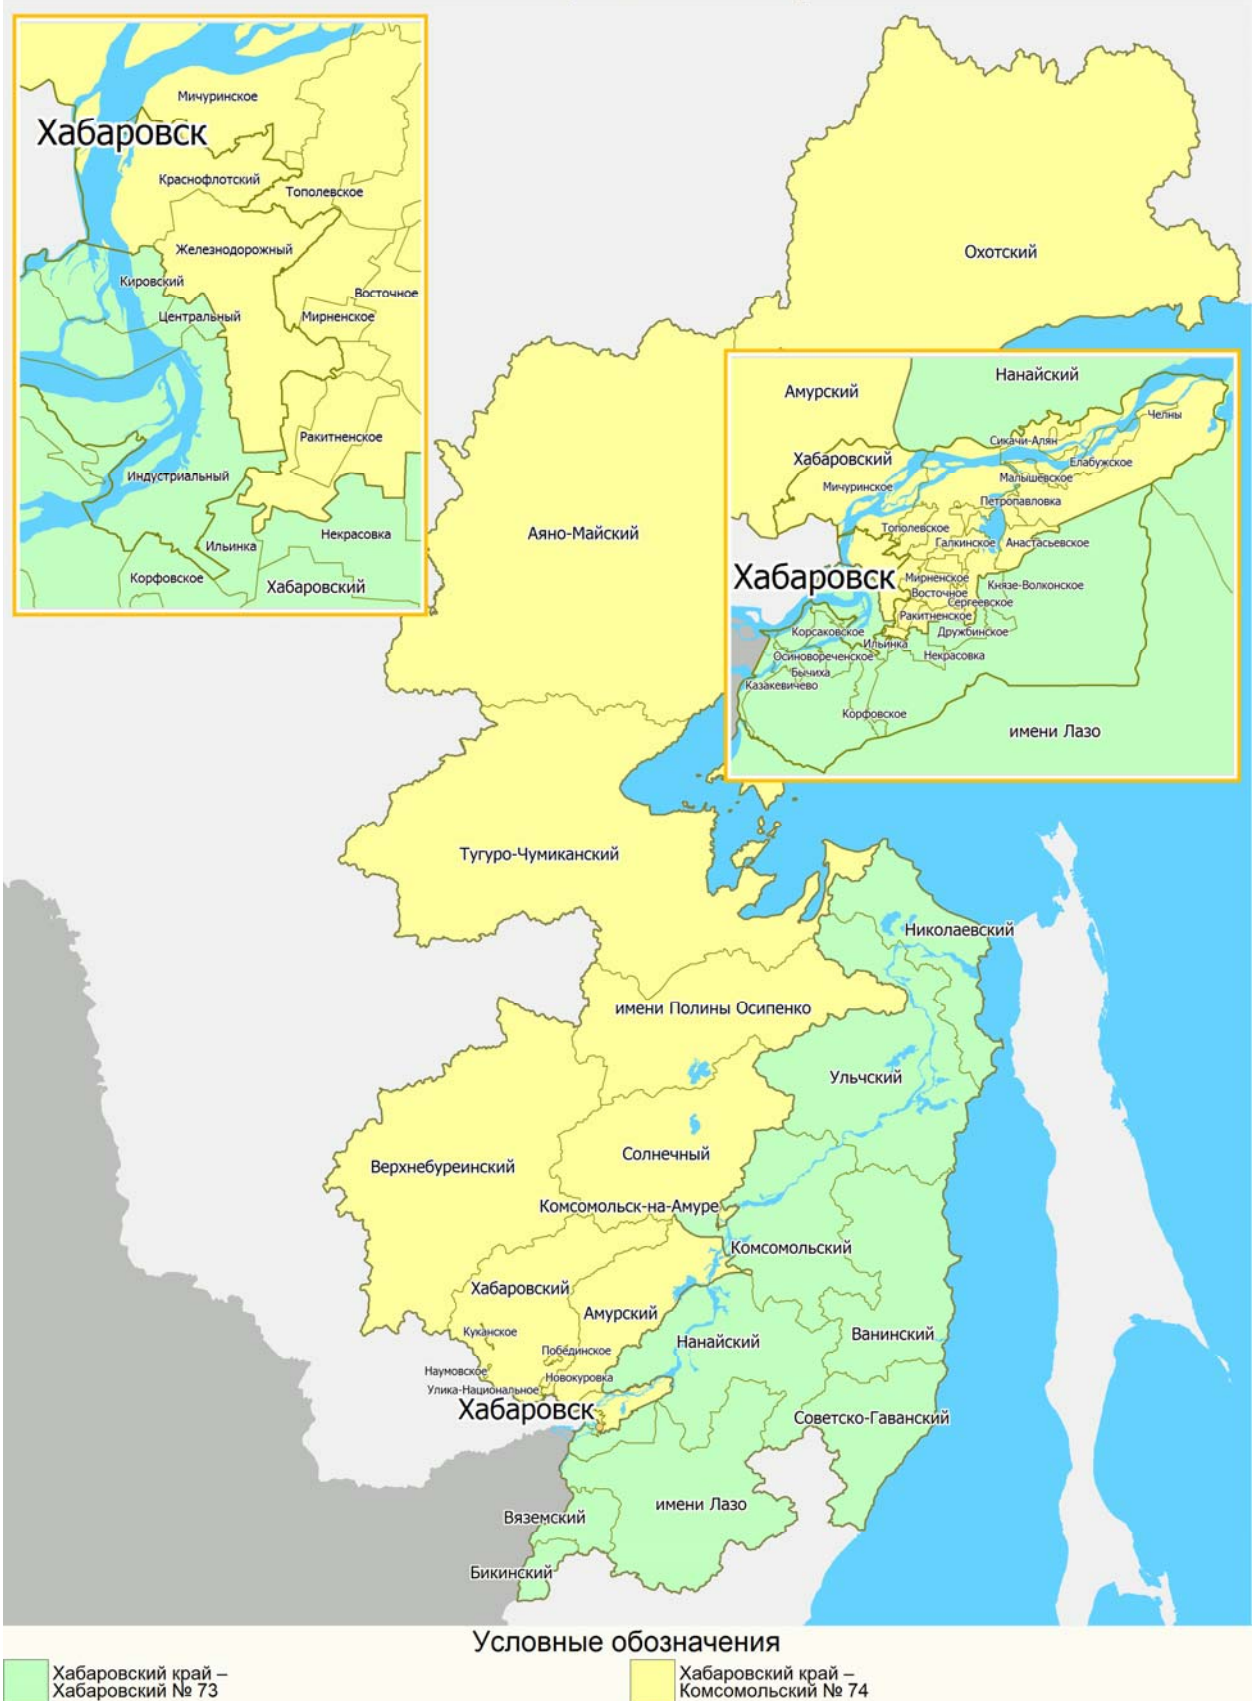 Мичуринское
Хабаровск
Краснофлотский
Тополевское
Железнодорожный
Кировский
Восточное
Центральный
Мирненское
Ракитненское
Индустриальный
Некрасовка
Ильинка
Корфовское
Хабаровский
Охотский
Нанайский
Амурский
Челны
Сикачи-Алян
Хабаровский
Елабужское
Малышевское
Мичуринское
Петропавловка
Тополевское
Галкинское
Анастасьевское
Хабаровск
Мирненское
Князе-Волконское
Восточное
Сергеевское
Ракитненское
Корсаковское
Дружбинское
Ильинка
Осиновореченское
Некрасовка
Бычиха
Казакевичево
Корфовское
имени Лазо
Аяно-Майский
Тугуро-Чумиканский
Николаевский
имени Полины Осипенко
Ульчский
Солнечный
Верхнебуреинский
Комсомольск-на-Амуре
Комсомольский
Хабаровский
Амурский
Куканское
Нанайский
Ванинский
Побединское
Наумовское
Новокуровка
Улика-Национальное
Хабаровск
Советско-Гаванский
имени Лазо
Вяземский
Бикинский
Условные обозначения
Хабаровский край –
Хабаровский № 73
Хабаровский край –
Комсомольский № 74